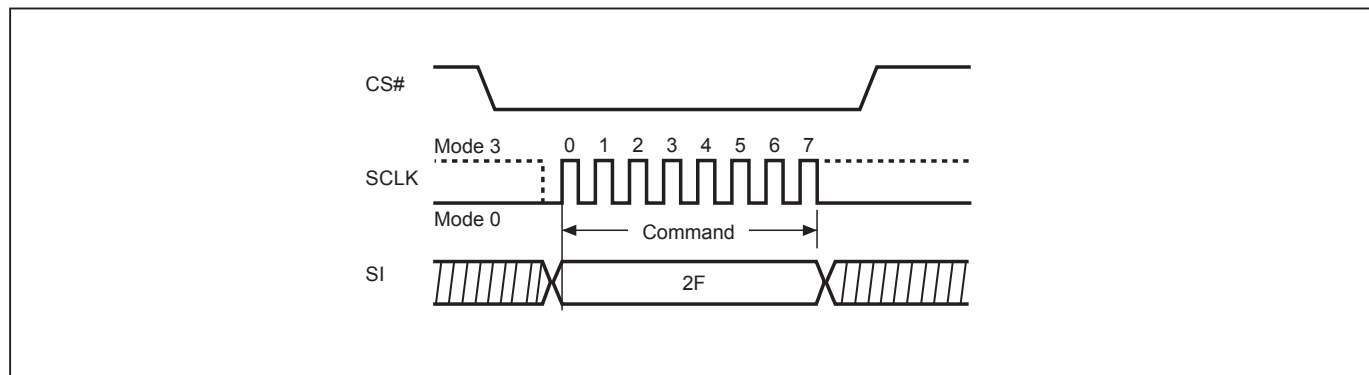 CS#
Mode 3 0 1 2 3 4 5 6 7
SCLK
Mode 0
Command
SI
2F